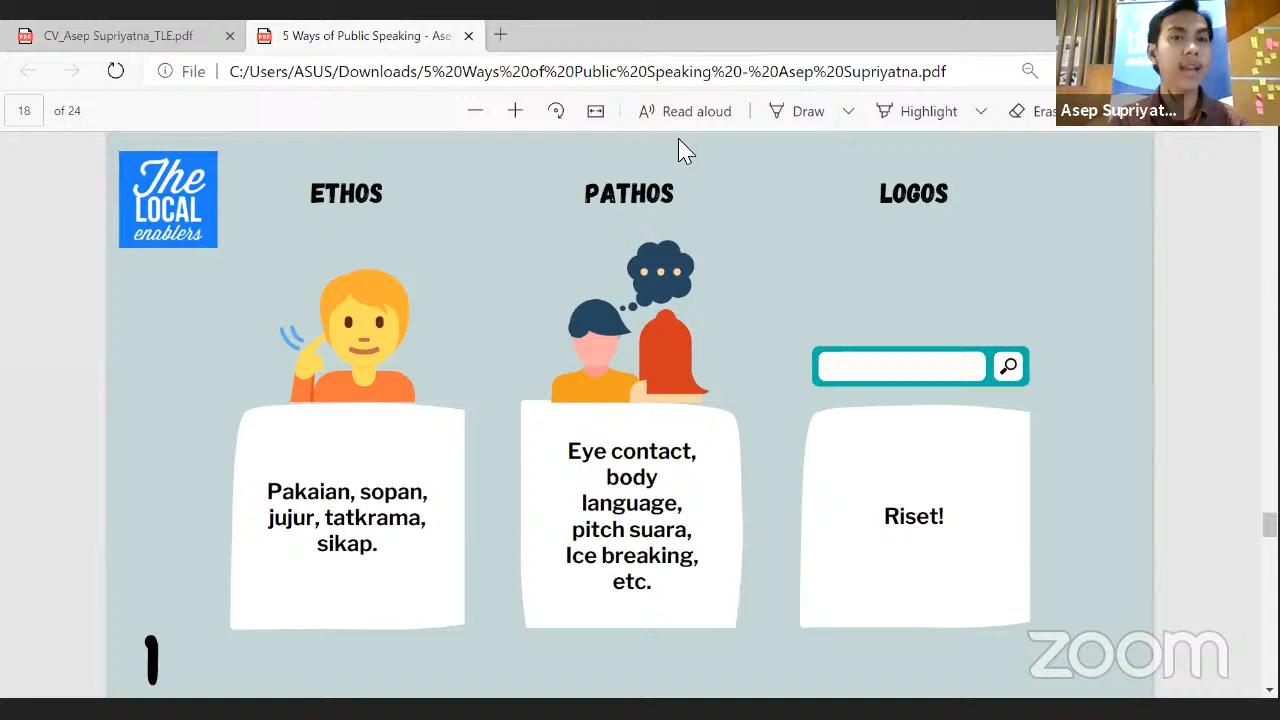 CV_Asep Supriyatna_TLE.pdf
5 Ways of Public Speaking - Ase
File
C:/Users/ASUS/Downloads/5%20Ways%20of%20Public%20Speaking%20-%20Asep%20Supriyatna.pdf
18 of 24
Read aloud
Draw
Highlight
Eras
Asep Supriyat...
The
LOCAL
enablers
ETHOS
PATHOS
LOGOS
Pakaian, sopan,
jujur, tatkrama,
sikap.
Eye contact,
body
language,
pitch suara,
Ice breaking,
etc.
Riset!
1
zoom